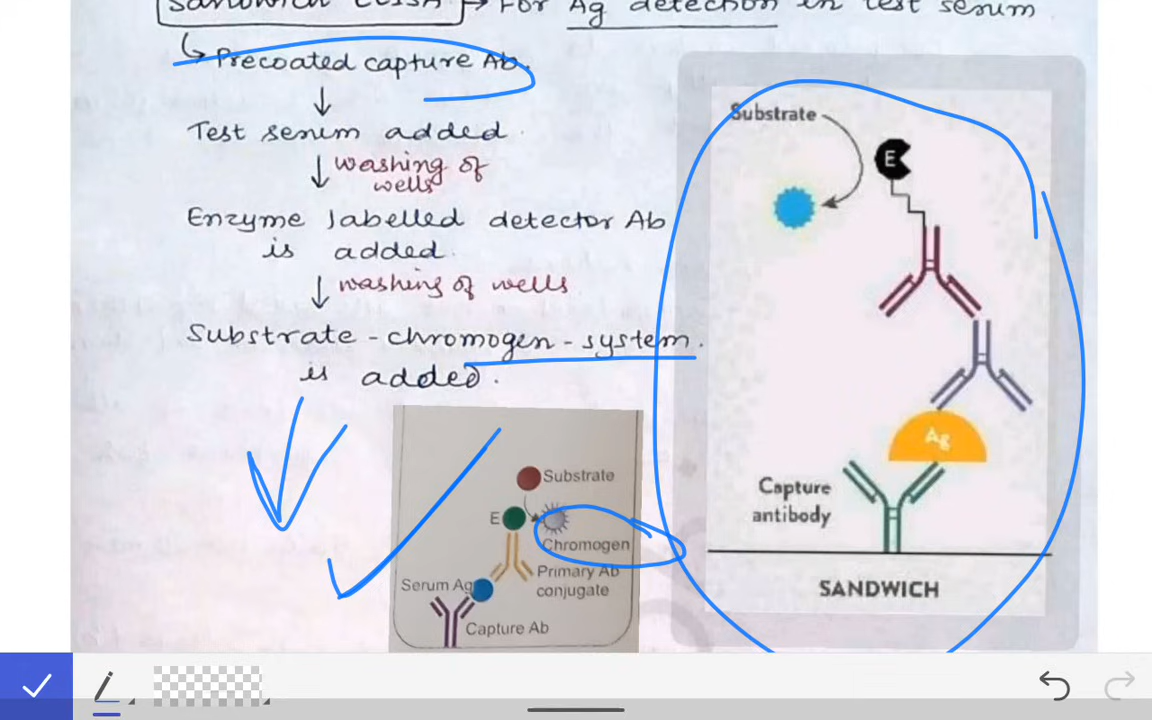 Sandwich ELISA → For Ag detection in test serum
↳ Precoated capture Ab.
↓
Test serum added.
↓ washing of
wells
Enzyme labelled detector Ab
is added.
↓ washing of wells
Substrate - chromogen - system.
is added.
Substrate
E
Chromogen
Serum Ag
Primary Ab
conjugate
Capture Ab
Substrate
E
Ag
Capture
antibody
SANDWICH